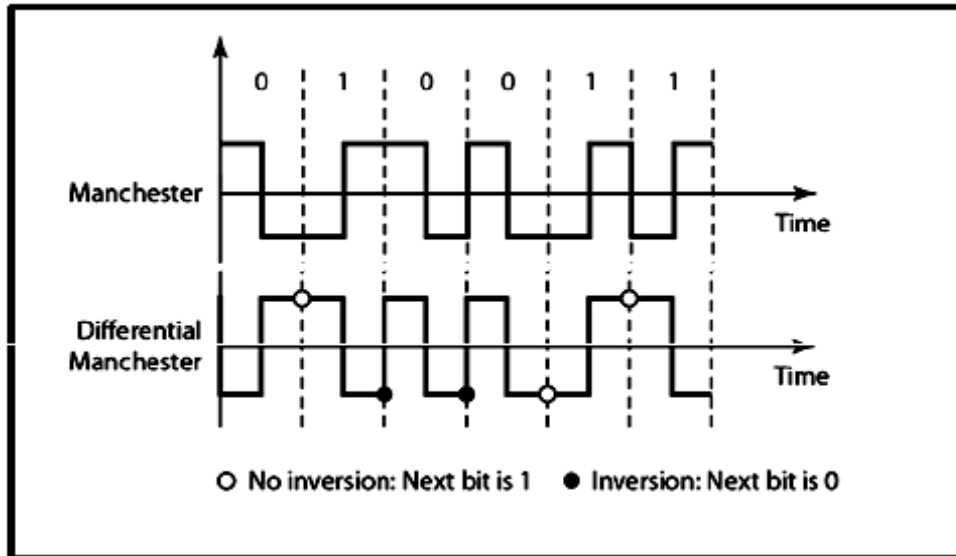 0 1 0 0 1 1
Manchester
Time
Differential
Manchester
Time
No inversion: Next bit is 1 Inversion: Next bit is 0